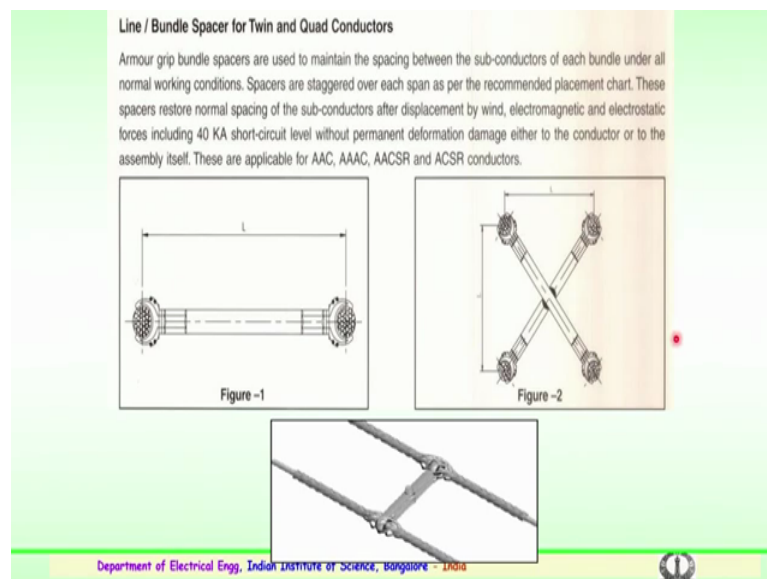 Line / Bundle Spacer for Twin and Quad Conductors
Armour grip bundle spacers are used to maintain the spacing between the sub-conductors of each bundle under all
normal working conditions. Spacers are staggered over each span as per the recommended placement chart. These
spacers restore normal spacing of the sub-conductors after displacement by wind, electromagnetic and electrostatic
forces including 40 KA short-circuit level without permanent deformation damage either to the conductor or to the
assembly itself. These are applicable for AAC, AAAC, AACSR and ACSR conductors.
L
L
L
Figure –1
Figure –2
Department of Electrical Engg, Indian Institute of Science, Bangalore - India